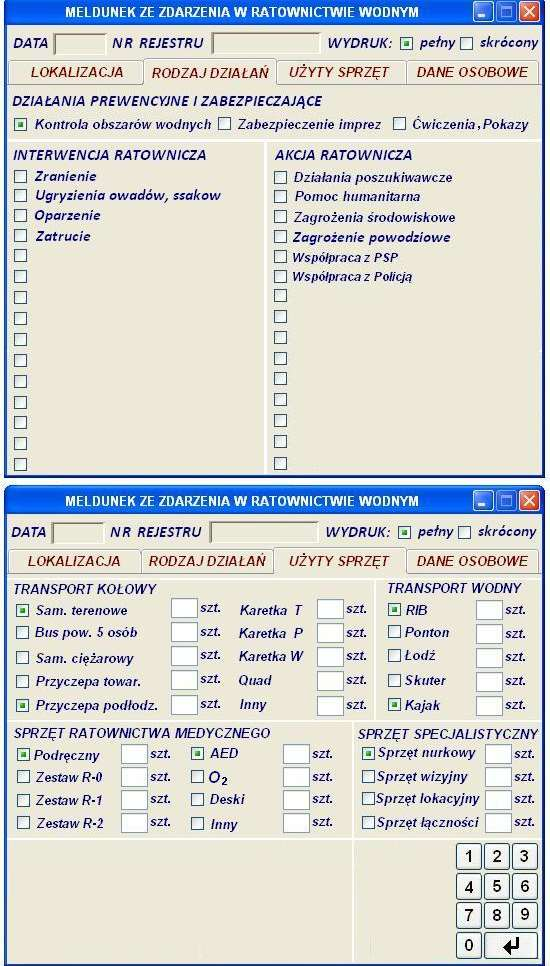 MELDUNEK ZE ZDARZENIA W RATOWNICTWIE WODNYM
DATA NR REJESTRU WYDRUK: pełny skrócony
LOKALIZACJA RODZAJ DZIAŁAŃ UŻYTY SPRZĘT DANE OSOBOWE
DZIAŁANIA PREWENCYJNE I ZABEZPIECZAJĄCE
Kontrola obszarów wodnych Zabezpieczenie imprez Ćwiczenia, Pokazy
INTERWENCJA RATOWNICZA
Zranienie
Ugryzienia owadów, ssakow
Oparzenie
Zatrucie
AKCJA RATOWNICZA
Działania poszukiwawcze
Pomoc humanitarna
Zagrożenia środowiskowe
Zagrożenie powodziowe
Współpraca z PSP
Współpraca z Policją
MELDUNEK ZE ZDARZENIA W RATOWNICTWIE WODNYM
DATA NR REJESTRU WYDRUK: pełny skrócony
LOKALIZACJA RODZAJ DZIAŁAŃ UŻYTY SPRZĘT DANE OSOBOWE
TRANSPORT KOŁOWY
Sam. terenowe szt. Karetka T szt.
Bus pow. 5 osób szt. Karetka P szt.
Sam. ciężarowy szt. Karetka W szt.
Przyczepa towar. szt. Quad szt.
Przyczepa podłodz. szt. Inny szt.
TRANSPORT WODNY
RIB szt.
Ponton szt.
Łodź szt.
Skuter szt.
Kajak szt.
SPRZĘT RATOWNICTWA MEDYCZNEGO
Podręczny szt. AED szt.
Zestaw R-0 szt. O2 szt.
Zestaw R-1 szt. Deski szt.
Zestaw R-2 szt. Inny szt.
SPRZĘT SPECJALISTYCZNY
Sprzęt nurkowy szt.
Sprzęt wizyjny szt.
Sprzęt lokacyjny szt.
Sprzęt łączności szt.
1 2 3
4 5 6
7 8 9
0